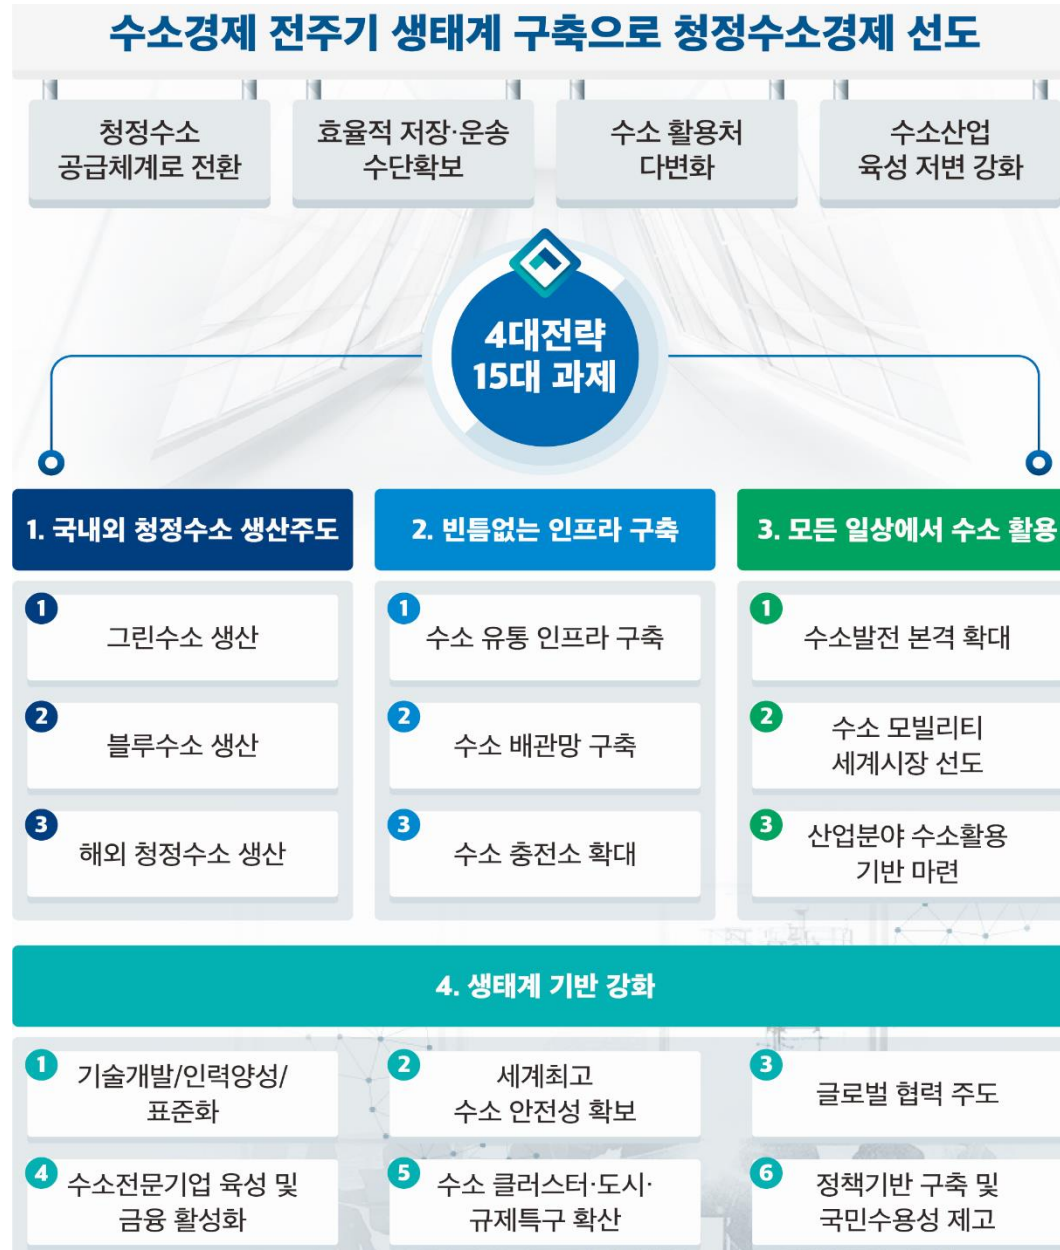 수소경제 전주기 생태계 구축으로 청정수소경제 선도
청정수소
공급체계로 전환
효율적 저장·운송
수단확보
수소 활용처
다변화
수소산업
육성 저변 강화
4대전략
15대 과제
1. 국내외 청정수소 생산주도
1
그린수소 생산
2
블루수소 생산
3
해외 청정수소 생산
2. 빈틈없는 인프라 구축
1
수소 유통 인프라 구축
2
수소 배관망 구축
3
수소 충전소 확대
3. 모든 일상에서 수소 활용
1
수소발전 본격 확대
2
수소 모빌리티
세계시장 선도
3
산업분야 수소활용
기반 마련
4. 생태계 기반 강화
1
기술개발/인력양성/
표준화
2
세계최고
수소 안전성 확보
3
글로벌 협력 주도
4
수소전문기업 육성 및
금융 활성화
5
수소 클러스터·도시·
규제특구 확산
6
정책기반 구축 및
국민수용성 제고